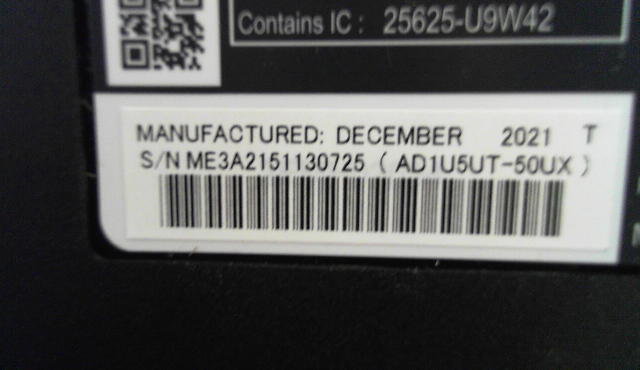 Contains IC : 25625-U9W42
MANUFACTURED: DECEMBER 2021 T
S/N ME3A2151130725 ( AD1U5UT-50UX )